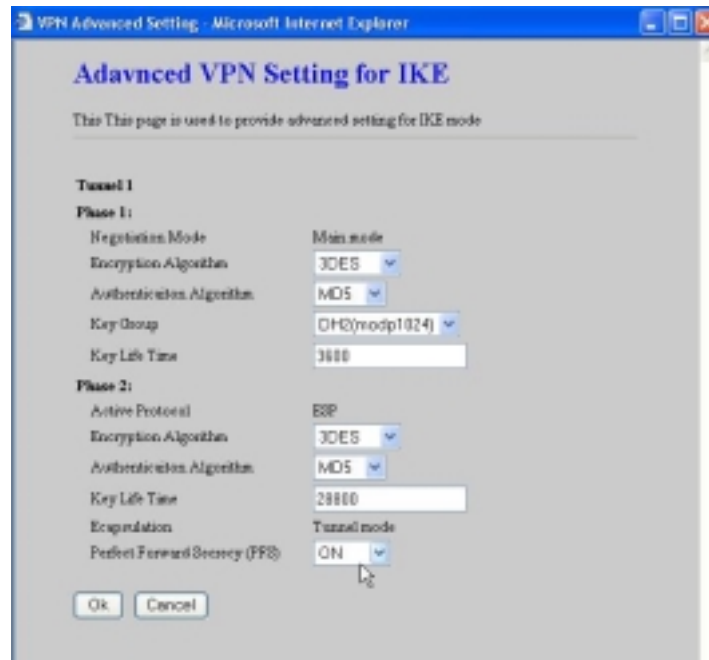 VPN Advanced Setting - Microsoft Internet Explorer
Adavnced VPN Setting for IKE
This This page is used to provide advanced setting for IKE mode
Tunnel 1
Phase 1:
Negotiation Mode Main mode
Encryption Algorithm 3DES
Authenticaiton Algorithm MD5
Key Group DH2(modp1024)
Key Life Time 3600
Phase 2:
Active Protocal ESP
Encryption Algorithm 3DES
Authenticaiton Algorithm MD5
Key Life Time 28800
Ecapsulation Tunnel mode
Perfect Forward Secrecy (PFS) ON
Ok Cancel